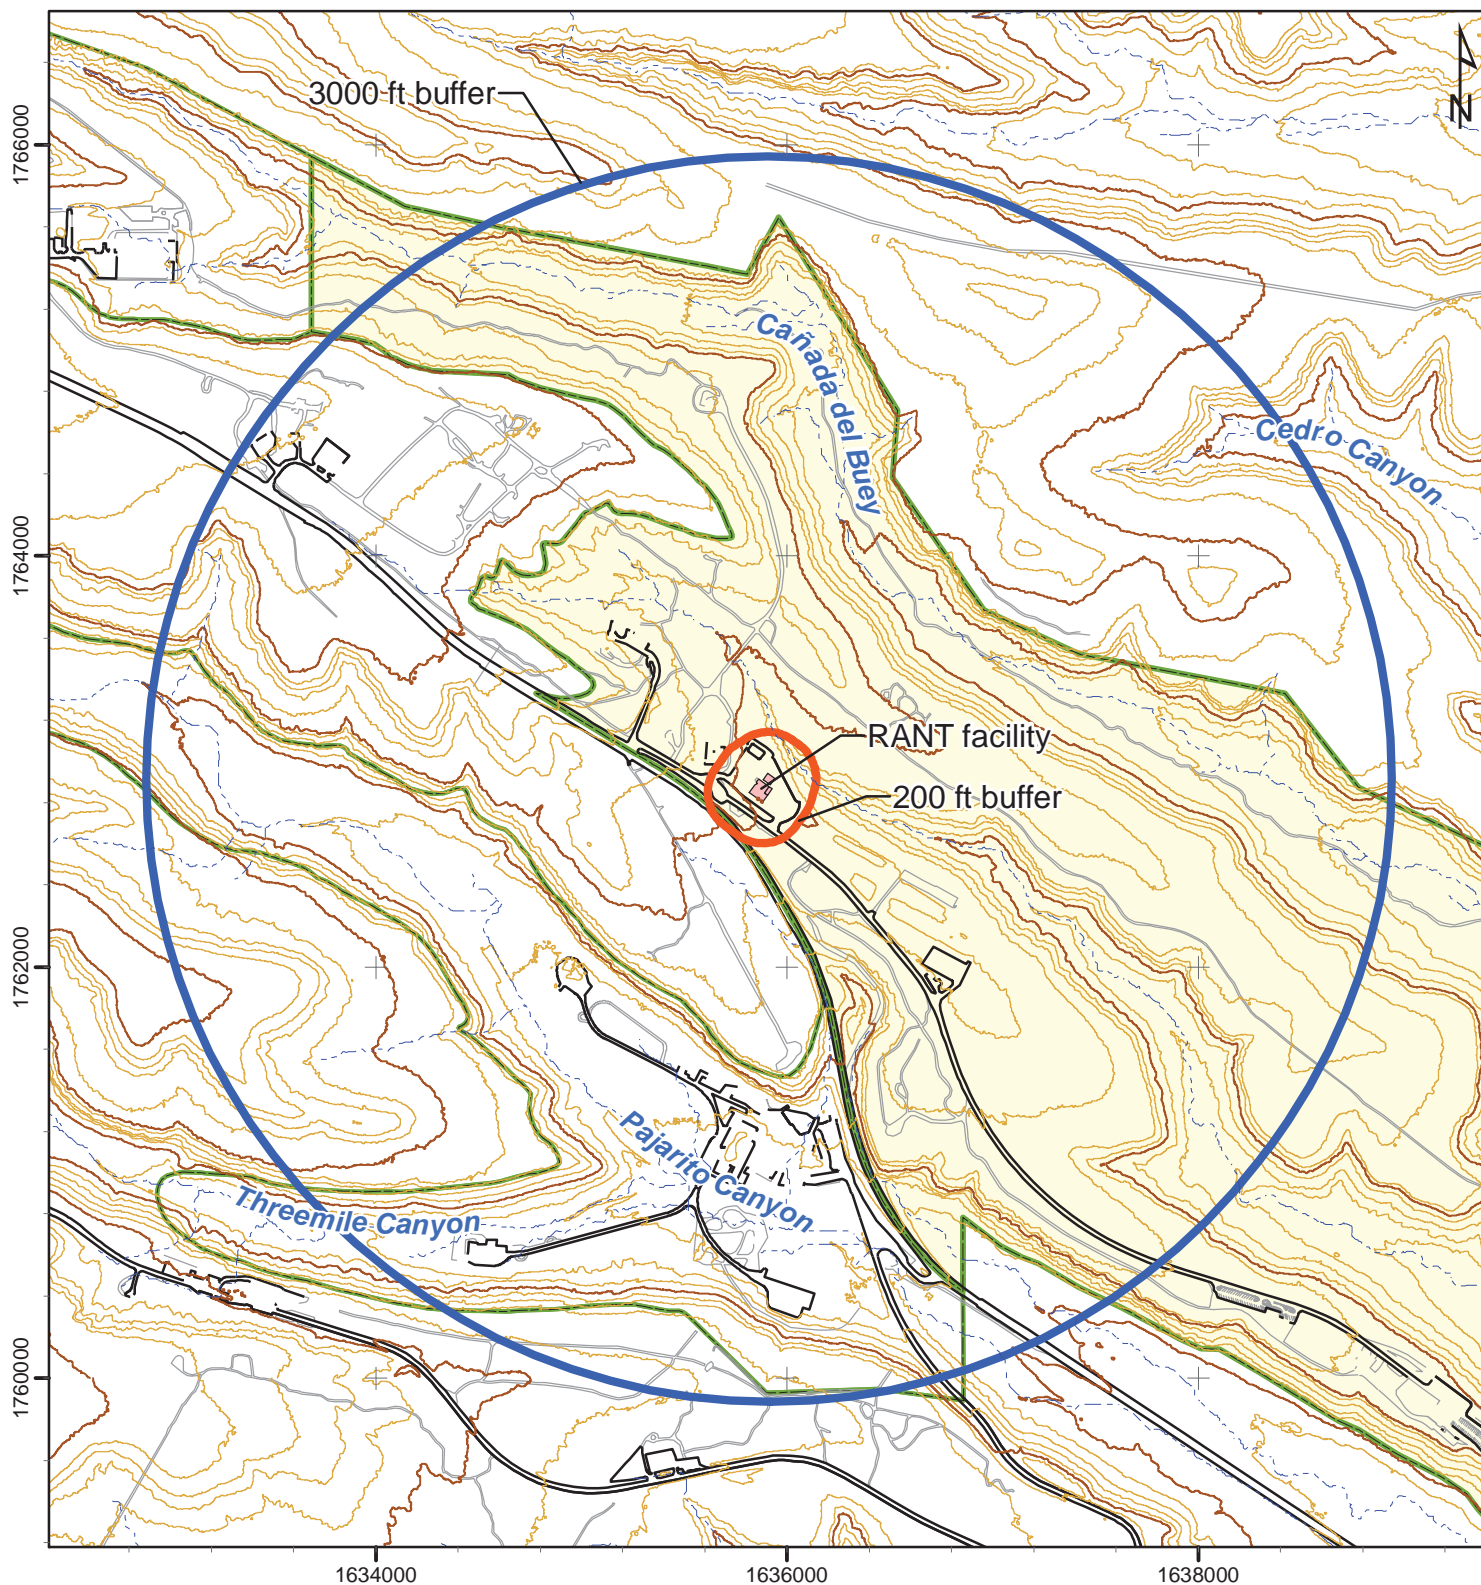 3000 ft buffer
N
1766000
Cañada del Buey
Cedro Canyon
1764000
RANT facility
200 ft buffer
1762000
Pajarito Canyon
Threemile Canyon
1760000
1634000
1636000
1638000